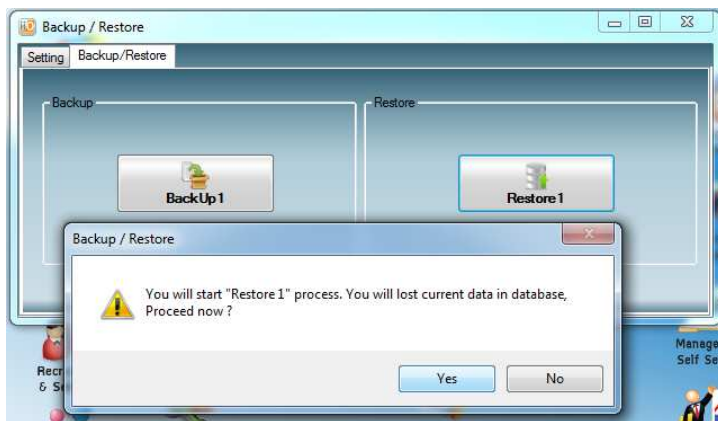 Backup / Restore
Setting
Backup/Restore
Backup
Restore
BackUp1
Restore1
Backup / Restore
You will start "Restore 1" process. You will lost current data in database,
Proceed now ?
Yes
No
Manage
Self Se
Recr
& Se